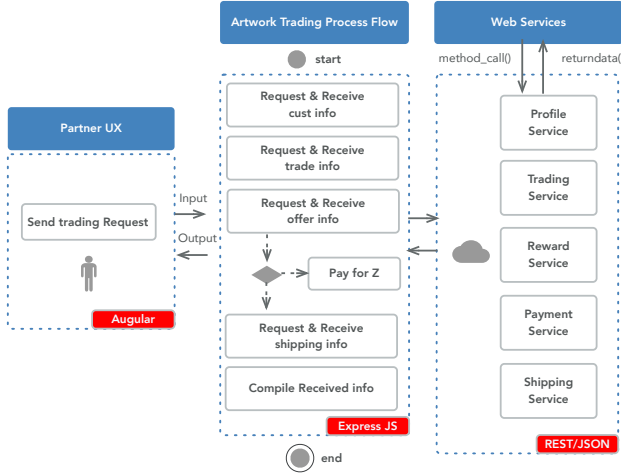 Artwork Trading Process Flow
Web Services
start
method_call()
returndata(
Request & Receive
cust info
Partner UX
Profile
Service
Request & Receive
trade info
Trading
Service
Send trading Request
Input
Request & Receive
offer info
Output
Reward
Service
Pay for Z
Augular
Request & Receive
shipping info
Payment
Service
Compile Received info
Shipping
Service
Express JS
REST/JSON
end